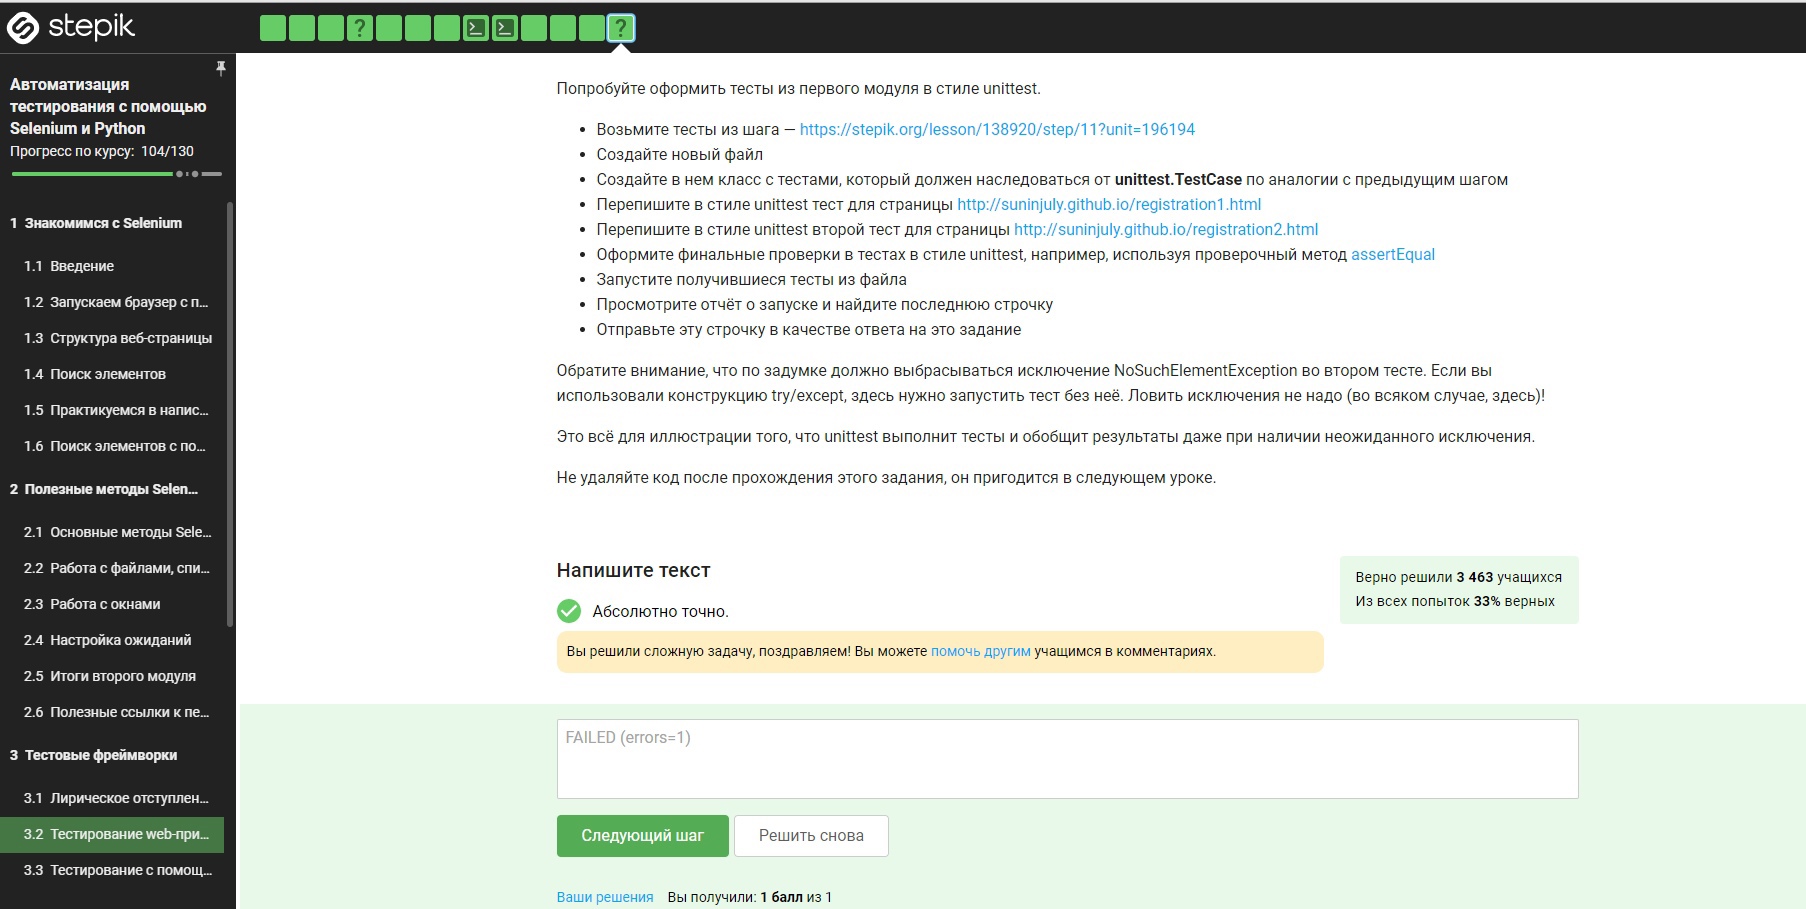 stepik
? ?
Автоматизация
тестирования с помощью
Selenium и Python
Прогресс по курсу: 104/130
1 Знакомимся с Selenium
1.1 Введение
1.2 Запускаем браузер с п...
1.3 Структура веб-страницы
1.4 Поиск элементов
1.5 Практикуемся в напис...
1.6 Поиск элементов с по...
2 Полезные методы Selen...
2.1 Основные методы Sele...
2.2 Работа с файлами, спи...
2.3 Работа с окнами
2.4 Настройка ожиданий
2.5 Итоги второго модуля
2.6 Полезные ссылки к пе...
3 Тестовые фреймворки
3.1 Лирическое отступлен...
3.2 Тестирование web-при...
3.3 Тестирование с помощ...
Попробуйте оформить тесты из первого модуля в стиле unittest.
• Возьмите тесты из шага — https://stepik.org/lesson/138920/step/11?unit=196194
• Создайте новый файл
• Создайте в нем класс с тестами, который должен наследоваться от unittest.TestCase по аналогии с предыдущим шагом
• Перепишите в стиле unittest тест для страницы http://suninjuly.github.io/registration1.html
• Перепишите в стиле unittest второй тест для страницы http://suninjuly.github.io/registration2.html
• Оформите финальные проверки в тестах в стиле unittest, например, используя проверочный метод assertEqual
• Запустите получившиеся тесты из файла
• Просмотрите отчёт о запуске и найдите последнюю строчку
• Отправьте эту строчку в качестве ответа на это задание
Обратите внимание, что по задумке должно выбрасываться исключение NoSuchElementException во втором тесте. Если вы
использовали конструкцию try/except, здесь нужно запустить тест без неё. Ловить исключения не надо (во всяком случае, здесь)!
Это всё для иллюстрации того, что unittest выполнит тесты и обобщит результаты даже при наличии неожиданного исключения.
Не удаляйте код после прохождения этого задания, он пригодится в следующем уроке.
Напишите текст
Абсолютно точно.
Вы решили сложную задачу, поздравляем! Вы можете помочь другим учащимся в комментариях.
Верно решили 3 463 учащихся
Из всех попыток 33% верных
FAILED (errors=1)
Следующий шаг Решить снова
Ваши решения Вы получили: 1 балл из 1